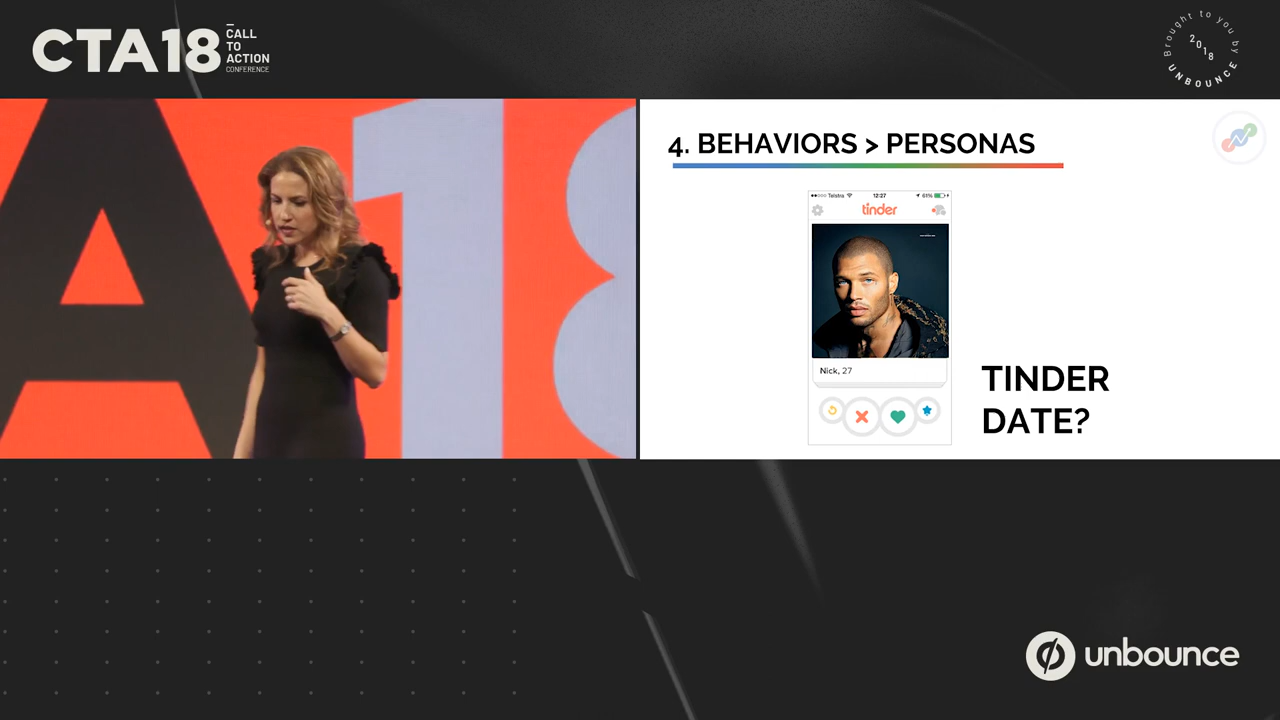 CTA18
CALL
TO
ACTION
CONFERENCE
Brought to you by
2018
UNBOUNCE
A18
4. BEHAVIORS > PERSONAS
Telstra
12:27
61%
tinder
Nick, 27
TINDER
DATE?
unbounce